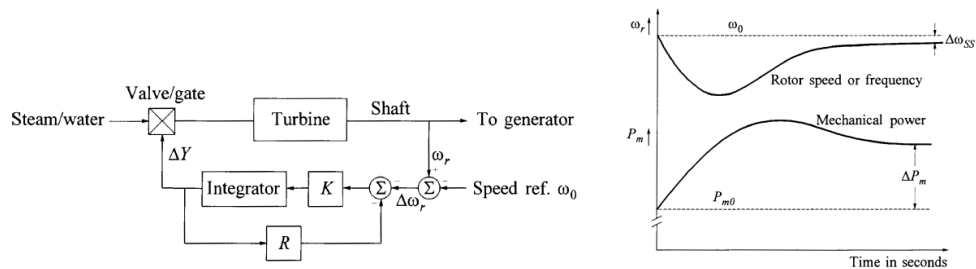 Valve/gate
Steam/water
Turbine
Shaft
To generator
ΔY
ω_r
+
−
Integrator
K
Σ
−
−
Δω_r
Σ
−
Speed ref. ω_0
R
ω_r
ω_0
Δω_SS
Rotor speed or frequency
P_m
Mechanical power
ΔP_m
P_m0
Time in seconds